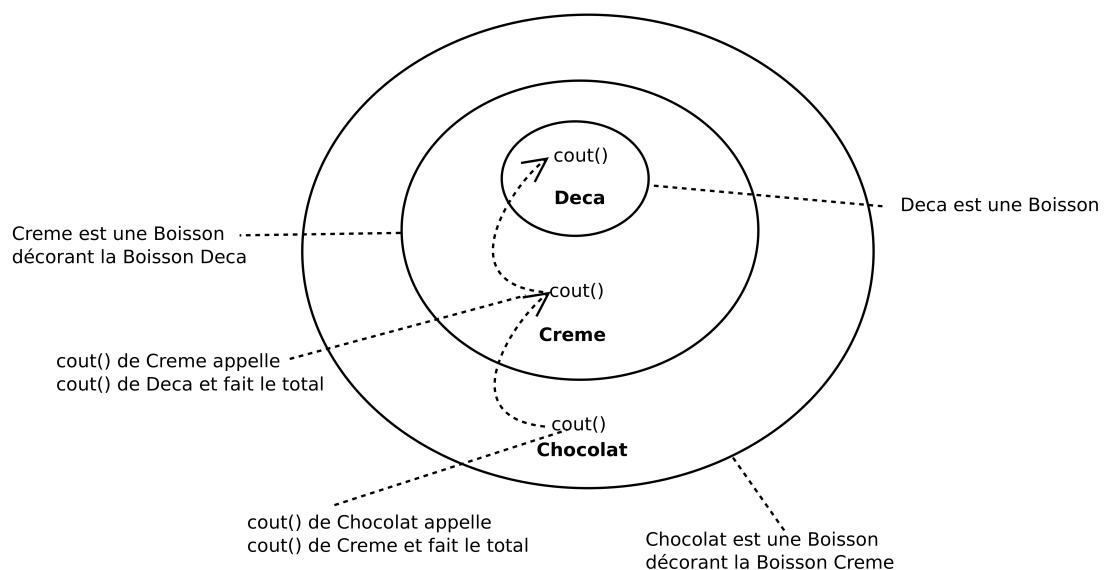 cout()
Deca
Deca est une Boisson
Creme est une Boisson
décorant la Boisson Deca
cout()
Creme
cout() de Creme appelle
cout() de Deca et fait le total
cout()
Chocolat
cout() de Chocolat appelle
cout() de Creme et fait le total
Chocolat est une Boisson
décorant la Boisson Creme